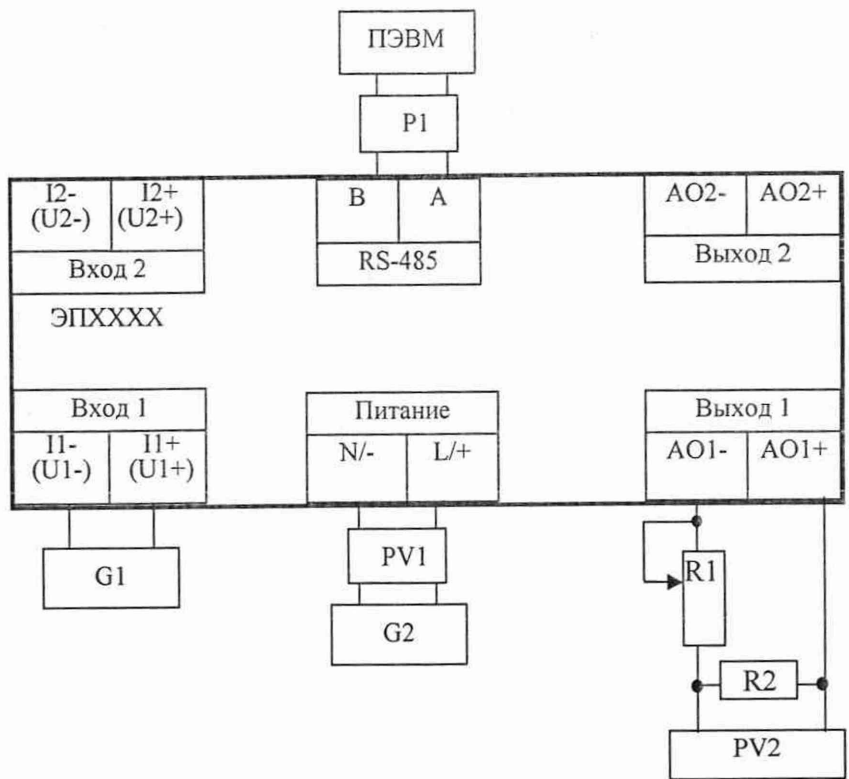 ПЭВМ
P1
I2- I2+ B A AO2- AO2+
(U2-) (U2+)
Вход 2 RS-485 Выход 2
ЭПХХХХ
Вход 1 Питание Выход 1
I1- I1+ N/- L/+ AO1- AO1+
(U1-) (U1+)
G1 PV1 R1
G2
R2
PV2